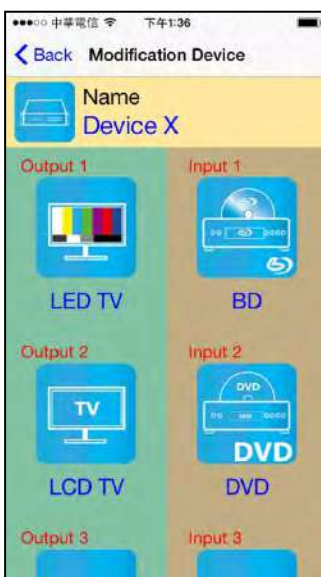 中華電信 下午1:36
Back Modification Device
Name
Device X
Output 1 Input 1
LED TV BD
Output 2 Input 2
TV DVD
DVD
LCD TV DVD
Output 3 Input 3